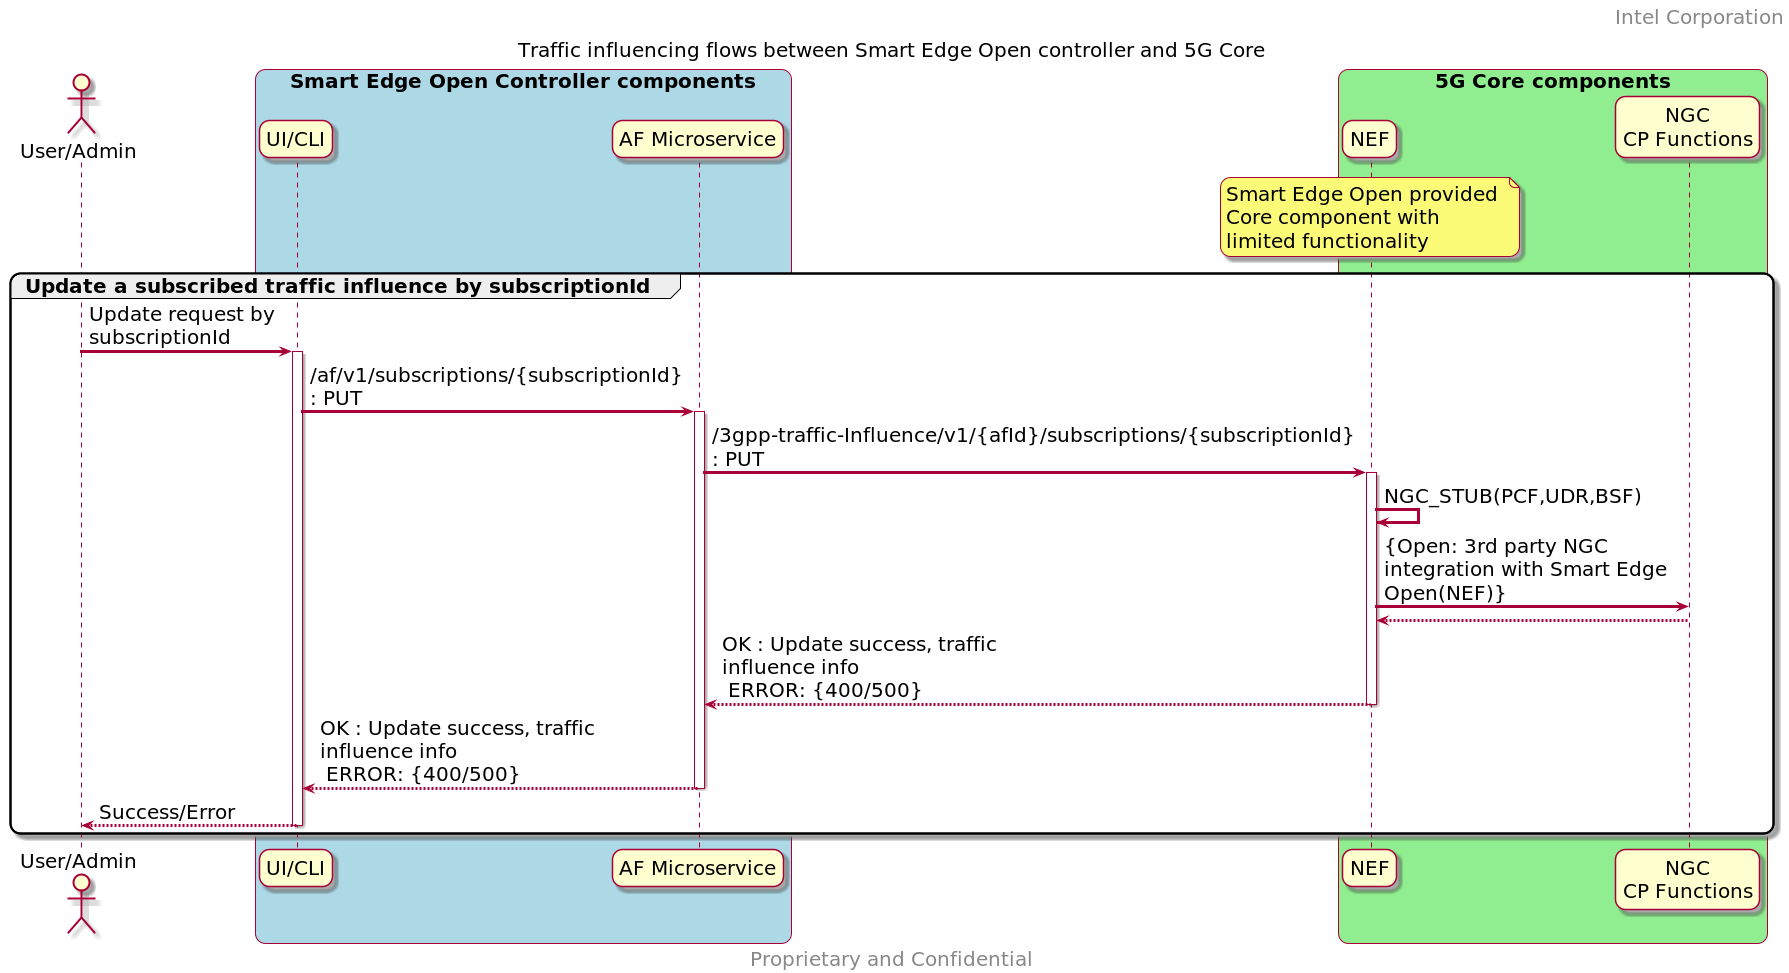 Intel Corporation
Traffic influencing flows between Smart Edge Open controller and 5G Core
Smart Edge Open Controller components
5G Core components
User/Admin
UI/CLI
AF Microservice
NEF
NGC
CP Functions
Smart Edge Open provided
Core component with
limited functionality
Update a subscribed traffic influence by subscriptionId
Update request by
subscriptionId
/af/v1/subscriptions/{subscriptionId}
: PUT
/3gpp-traffic-Influence/v1/{afId}/subscriptions/{subscriptionId}
: PUT
NGC_STUB(PCF,UDR,BSF)
{Open: 3rd party NGC
integration with Smart Edge
Open(NEF)}
OK : Update success, traffic
influence info
ERROR: {400/500}
OK : Update success, traffic
influence info
ERROR: {400/500}
Success/Error
User/Admin
UI/CLI
AF Microservice
NEF
NGC
CP Functions
Proprietary and Confidential